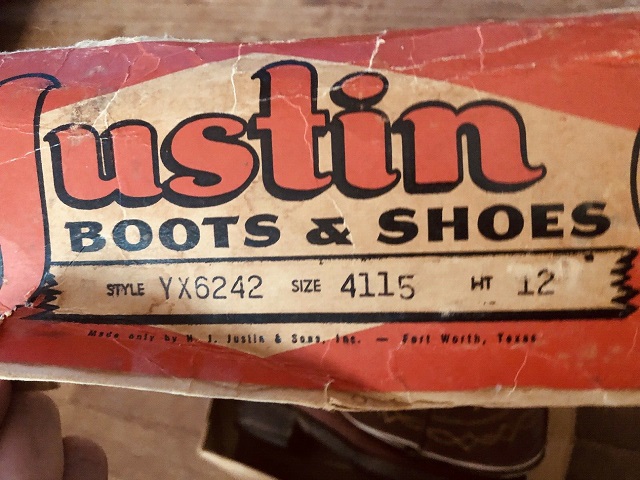 Justin
BOOTS & SHOES
STYLE YX6242 SIZE 4115 HT 12
Made only by H. J. Justin & Sons, Inc. — Fort Worth, Texas